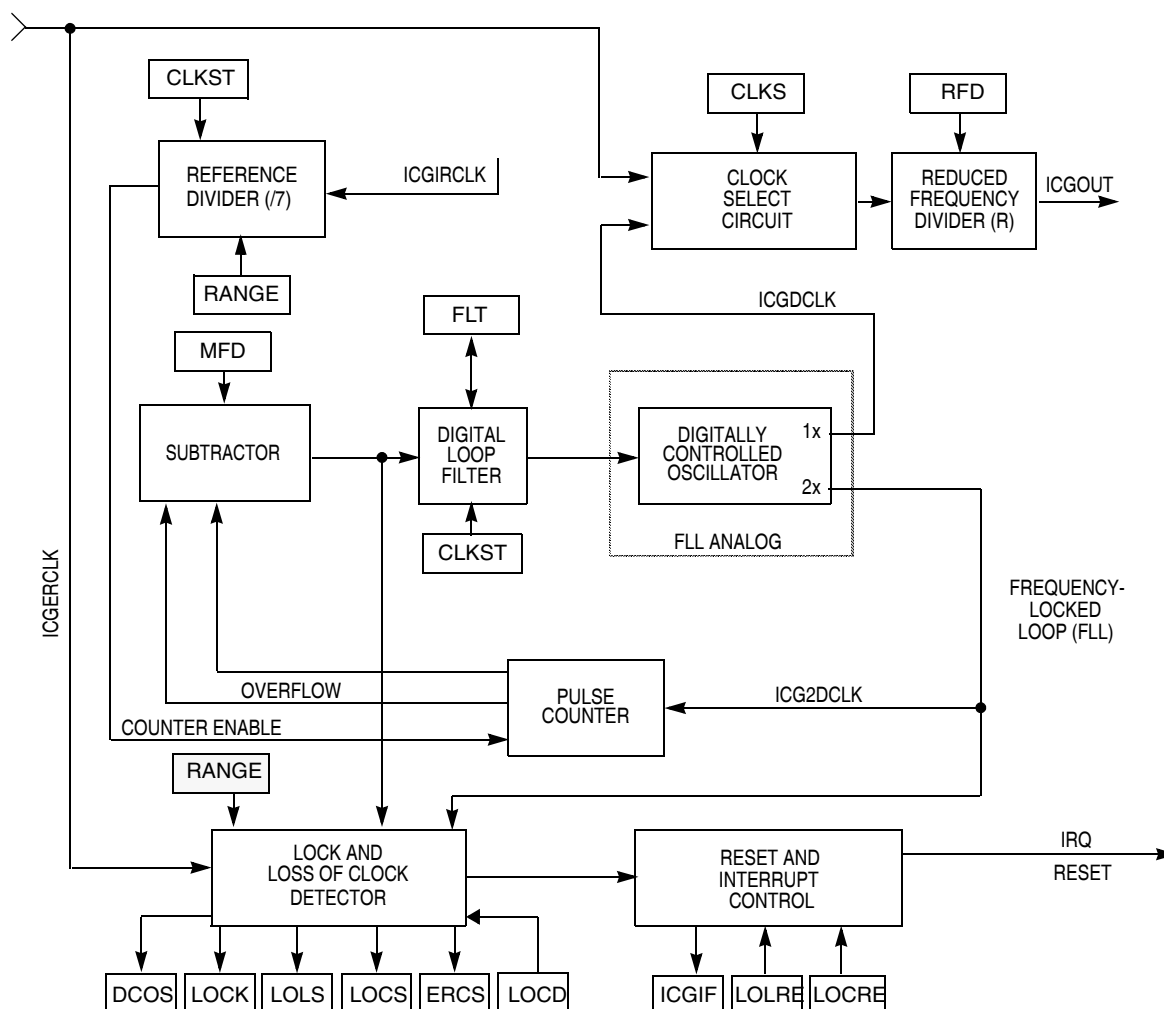 CLKST
CLKS
RFD
REFERENCE
DIVIDER (/7)
ICGIRCLK
CLOCK
SELECT
CIRCUIT
REDUCED
FREQUENCY
DIVIDER (R)
ICGOUT
RANGE
ICGDCLK
FLT
MFD
SUBTRACTOR
DIGITAL
LOOP
FILTER
DIGITALLY
CONTROLLED
OSCILLATOR
1x
2x
FLL ANALOG
CLKST
ICGERCLK
FREQUENCY-
LOCKED
LOOP (FLL)
OVERFLOW
PULSE
COUNTER
ICG2DCLK
COUNTER ENABLE
RANGE
LOCK AND
LOSS OF CLOCK
DETECTOR
RESET AND
INTERRUPT
CONTROL
IRQ
RESET
DCOS
LOCK
LOLS
LOCS
ERCS
LOCD
ICGIF
LOLRE
LOCRE